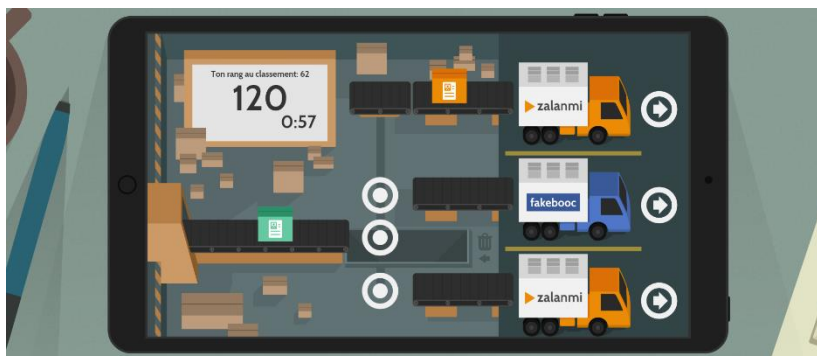 Ton rang au classement: 62
120
0:57
zalanmi
fakebooc
zalanmi